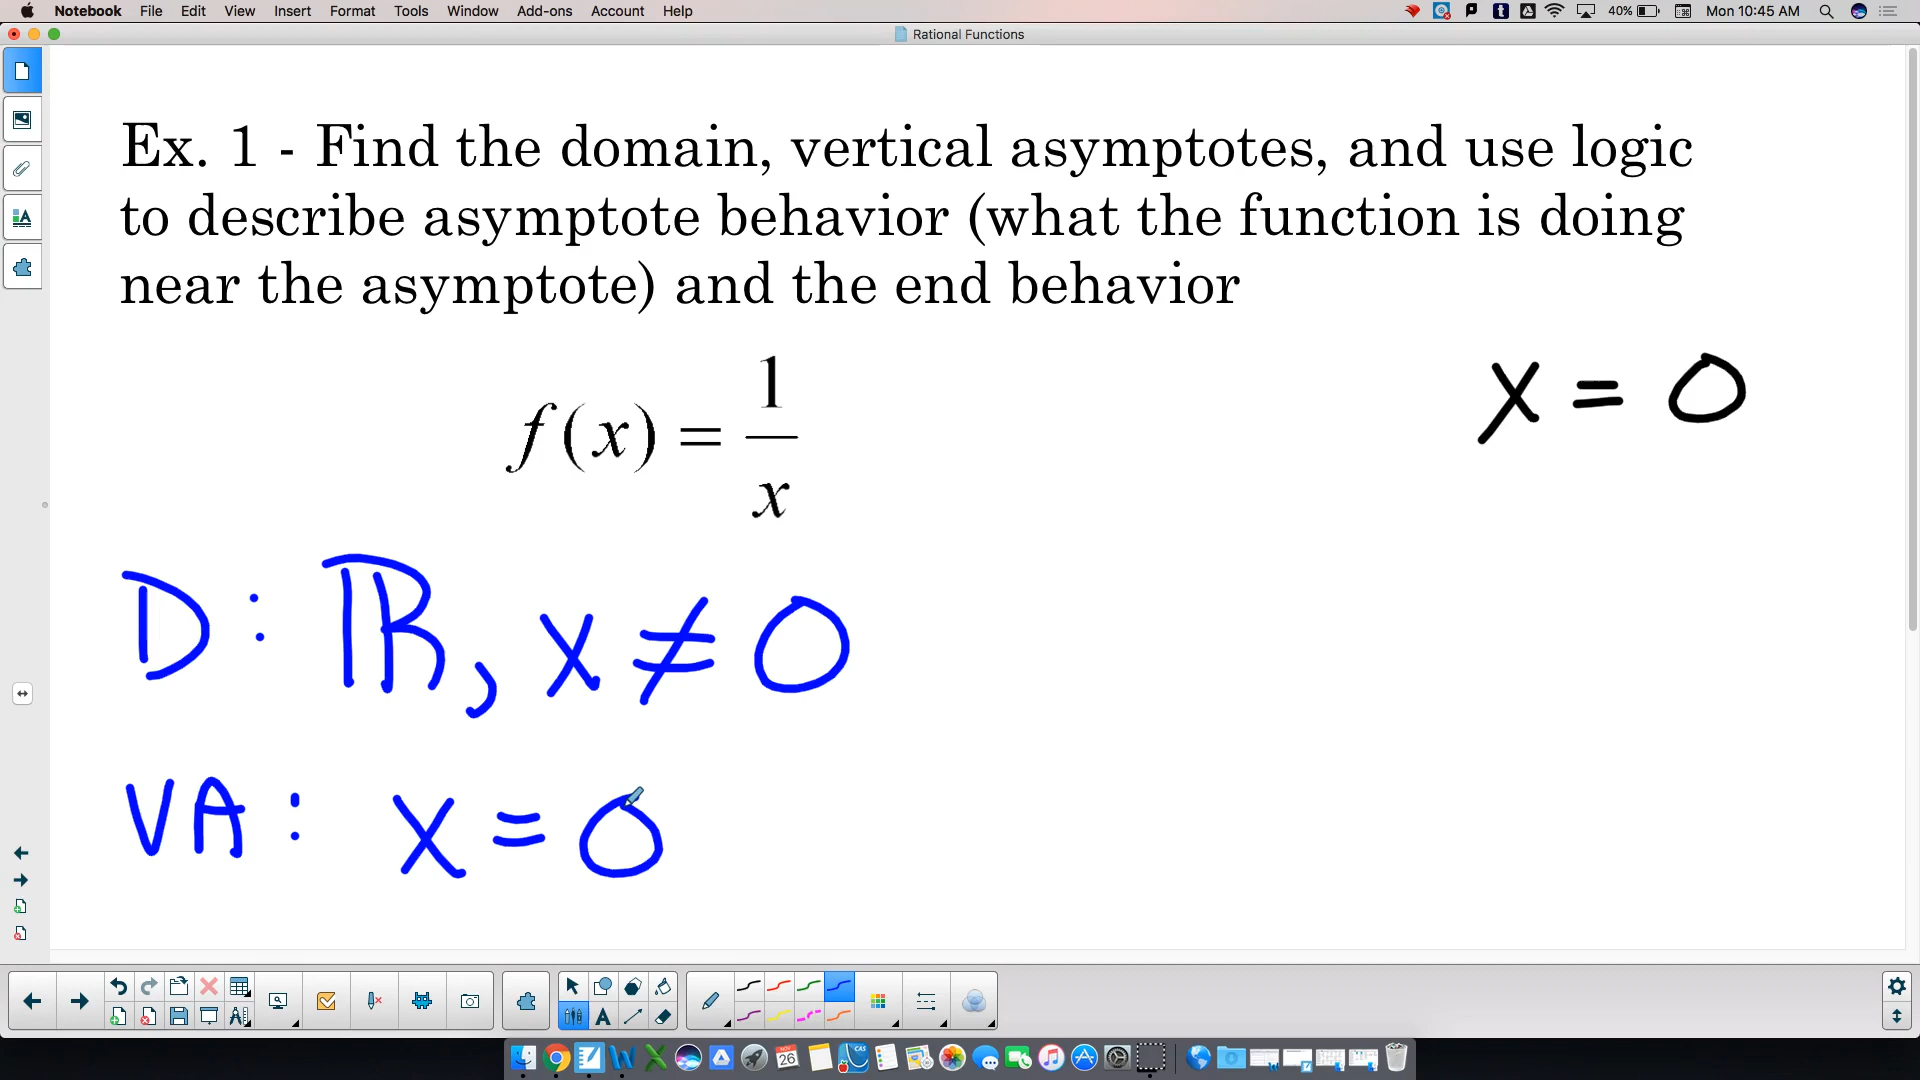 Notebook File Edit View Insert Format Tools Window Add-ons Account Help 40% Mon 10:45 AM
Rational Functions
Ex. 1 - Find the domain, vertical asymptotes, and use logic
to describe asymptote behavior (what the function is doing
near the asymptote) and the end behavior
x = 0
f(x) = 1/x
D: ℝ, x ≠ 0
VA: x = 0